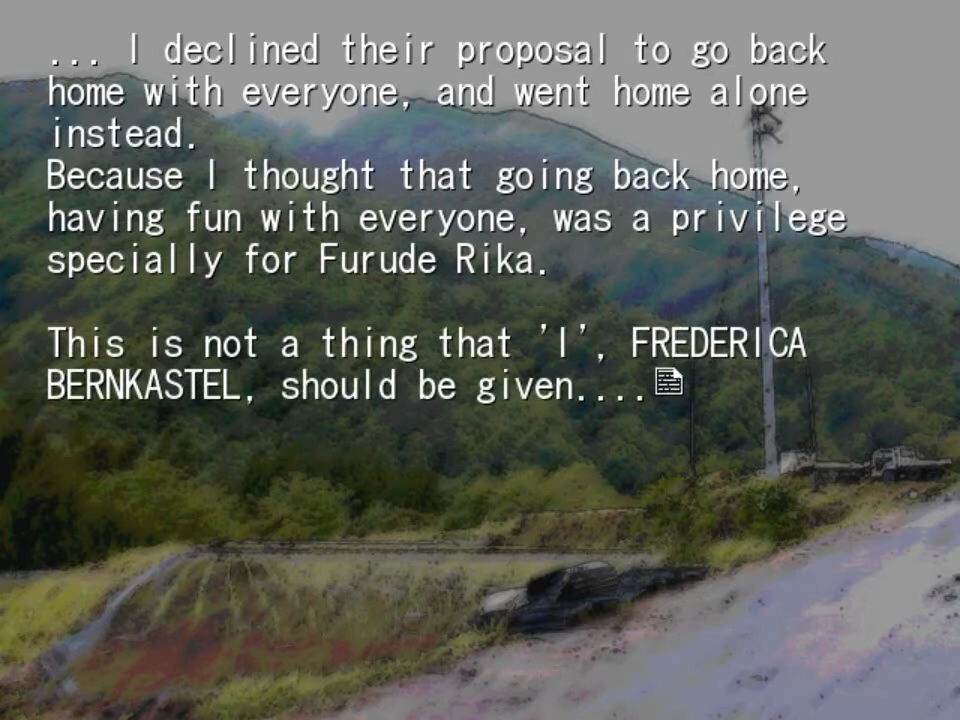 ... I declined their proposal to go back
home with everyone, and went home alone
instead.
Because I thought that going back home,
having fun with everyone, was a privilege
specially for Furude Rika.
This is not a thing that 'I', FREDERICA
BERNKASTEL, should be given....